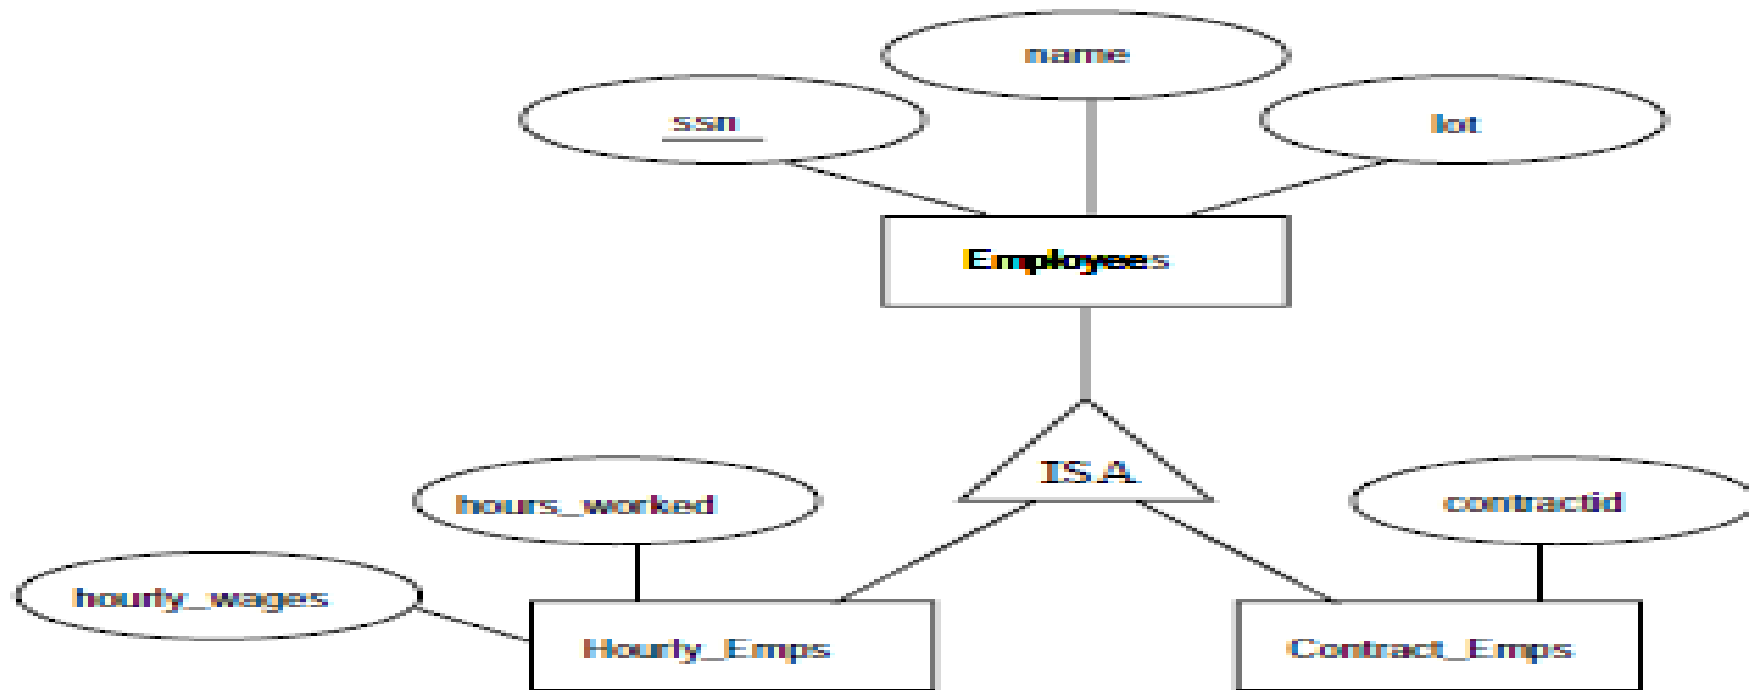 name
ssn
lot
Employees
ISA
hours_worked
contractid
hourly_wages
Hourly_Emps
Contract_Emps